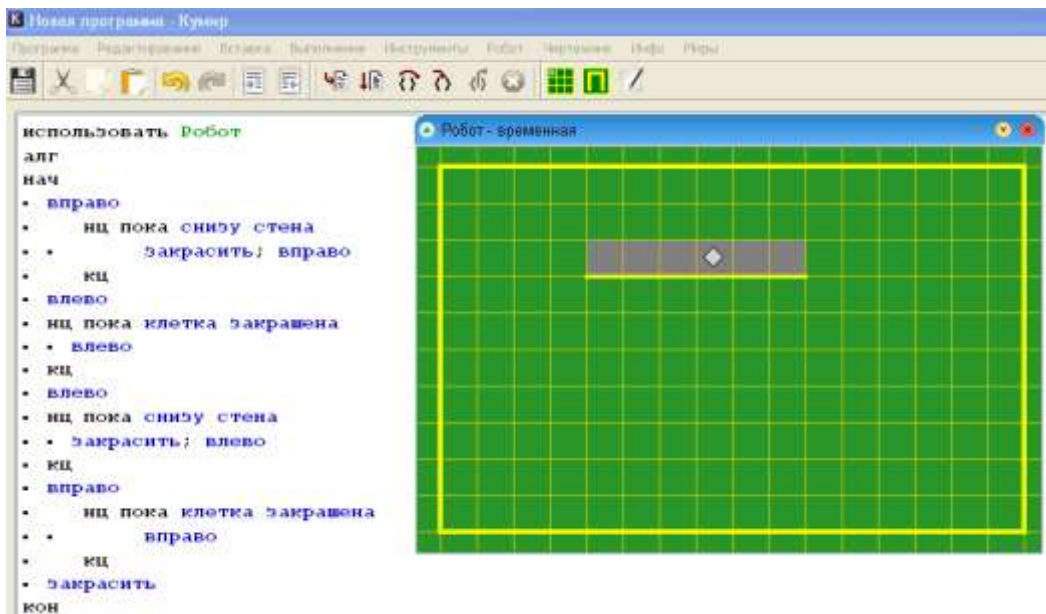 Новая программа - Кумир
Программа Редактирование Вставка Выполнение Инструменты Робот Чертежник Инфо Миры
использовать Робот
Робот - временная
алг
нач
вправо
нц пока снизу стена
закрасить; вправо
кц
влево
нц пока клетка закрашена
влево
кц
влево
нц пока снизу стена
закрасить; влево
кц
вправо
нц пока клетка закрашена
вправо
кц
закрасить
кон